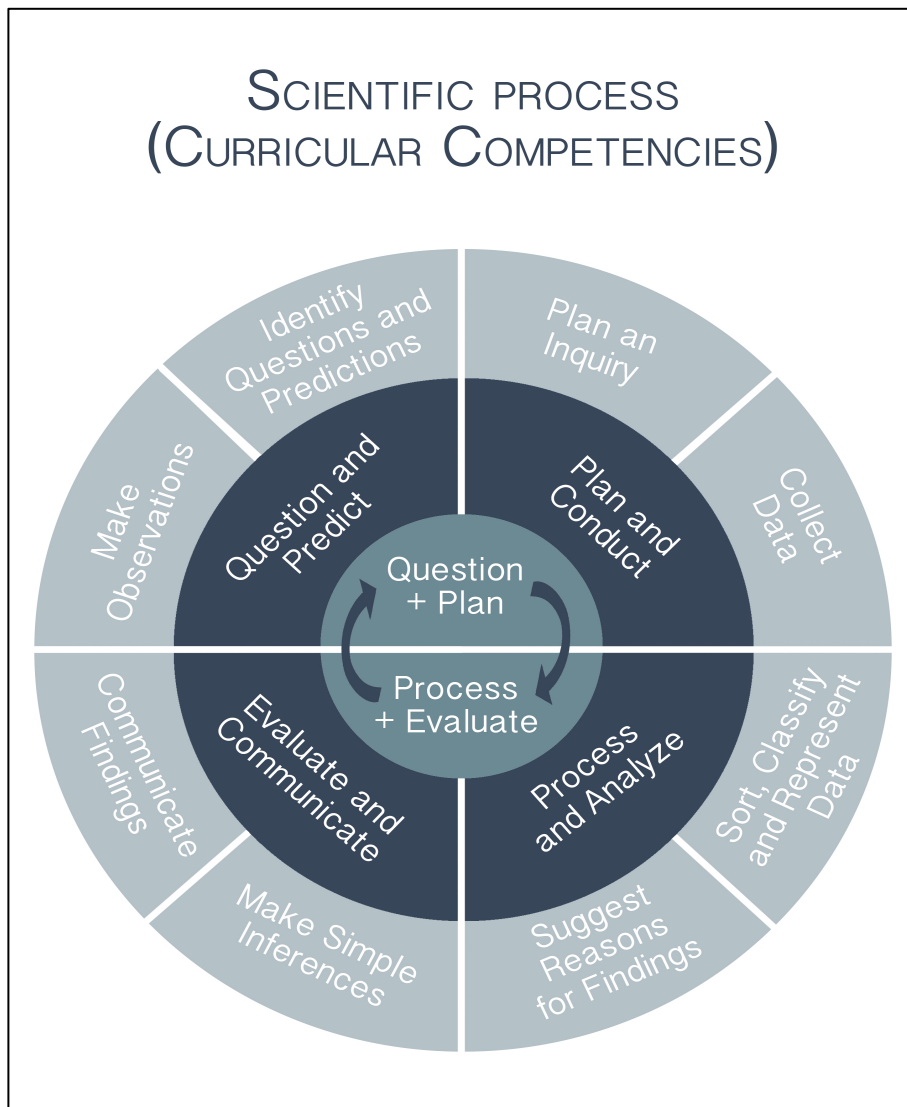 SCIENTIFIC PROCESS
(CURRICULAR COMPETENCIES)
Identify
Questions and
Predictions
Plan an
Inquiry
Make
Observations
Collect
Data
Question and
Predict
Plan and
Conduct
Question
+ Plan
Process
+ Evaluate
Communicate
Findings
Evaluate and
Communicate
Process
and Analyze
Sort, Classify
and Represent
Data
Make Simple
Inferences
Suggest
Reasons
for Findings